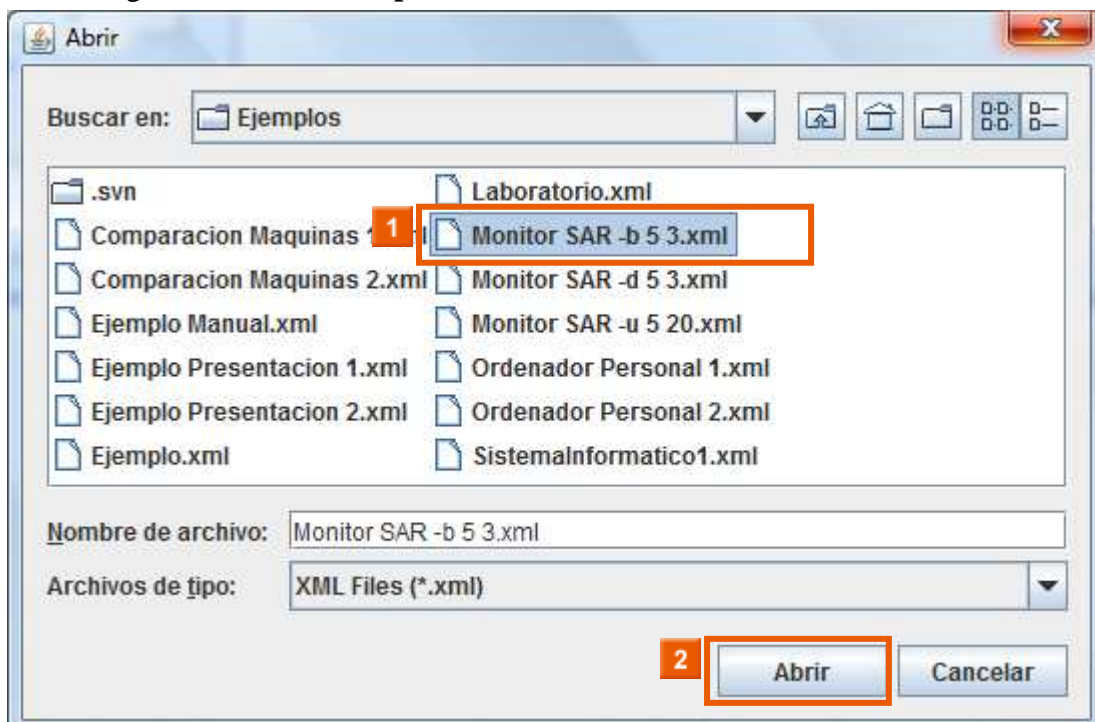 Abrir
Buscar en: Ejemplos
.svn
Comparacion Maquinas 1
Comparacion Maquinas 2.xml
Ejemplo Manual.xml
Ejemplo Presentacion 1.xml
Ejemplo Presentacion 2.xml
Ejemplo.xml
Laboratorio.xml
1
Monitor SAR -b 5 3.xml
Monitor SAR -d 5 3.xml
Monitor SAR -u 5 20.xml
Ordenador Personal 1.xml
Ordenador Personal 2.xml
SistemaInformatico1.xml
Nombre de archivo: Monitor SAR -b 5 3.xml
Archivos de tipo: XML Files (*.xml)
2
Abrir Cancelar